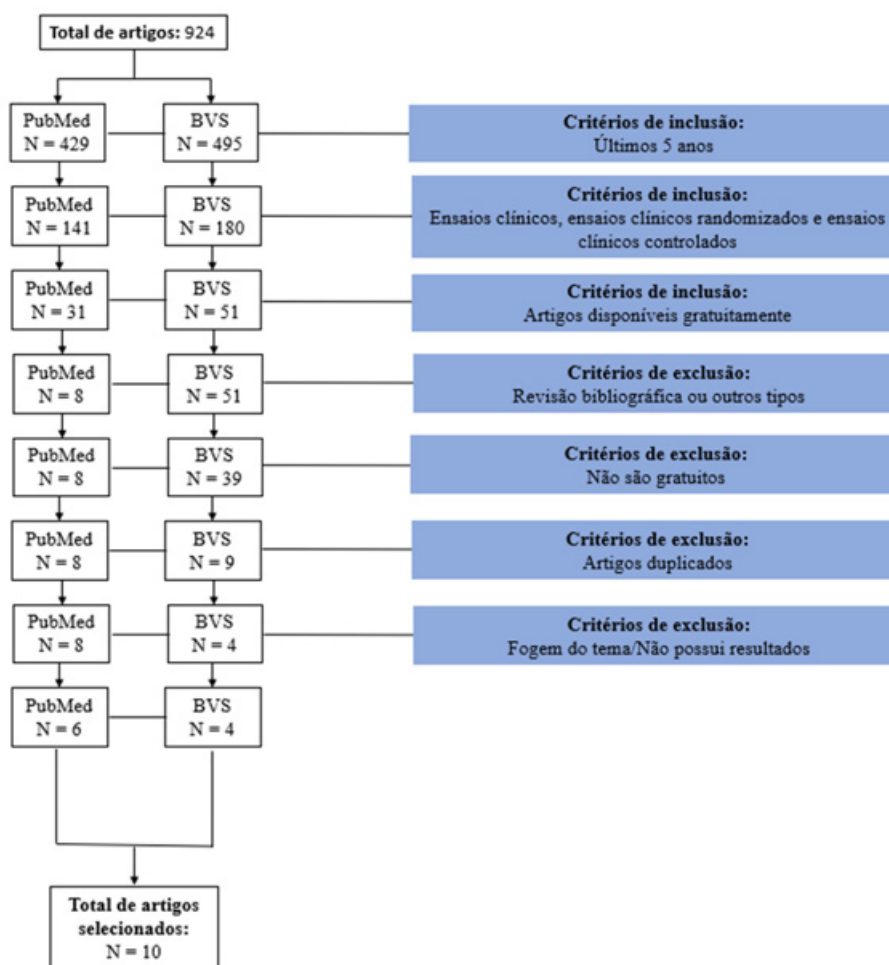 Total de artigos: 924
PubMed
N = 429
BVS
N = 495
Critérios de inclusão:
Últimos 5 anos
PubMed
N = 141
BVS
N = 180
Critérios de inclusão:
Ensaios clínicos, ensaios clínicos randomizados e ensaios
clínicos controlados
PubMed
N = 31
BVS
N = 51
Critérios de inclusão:
Artigos disponíveis gratuitamente
PubMed
N = 8
BVS
N = 51
Critérios de exclusão:
Revisão bibliográfica ou outros tipos
PubMed
N = 8
BVS
N = 39
Critérios de exclusão:
Não são gratuitos
PubMed
N = 8
BVS
N = 9
Critérios de exclusão:
Artigos duplicados
PubMed
N = 8
BVS
N = 4
Critérios de exclusão:
Fogem do tema/Não possui resultados
PubMed
N = 6
BVS
N = 4
Total de artigos
selecionados:
N = 10